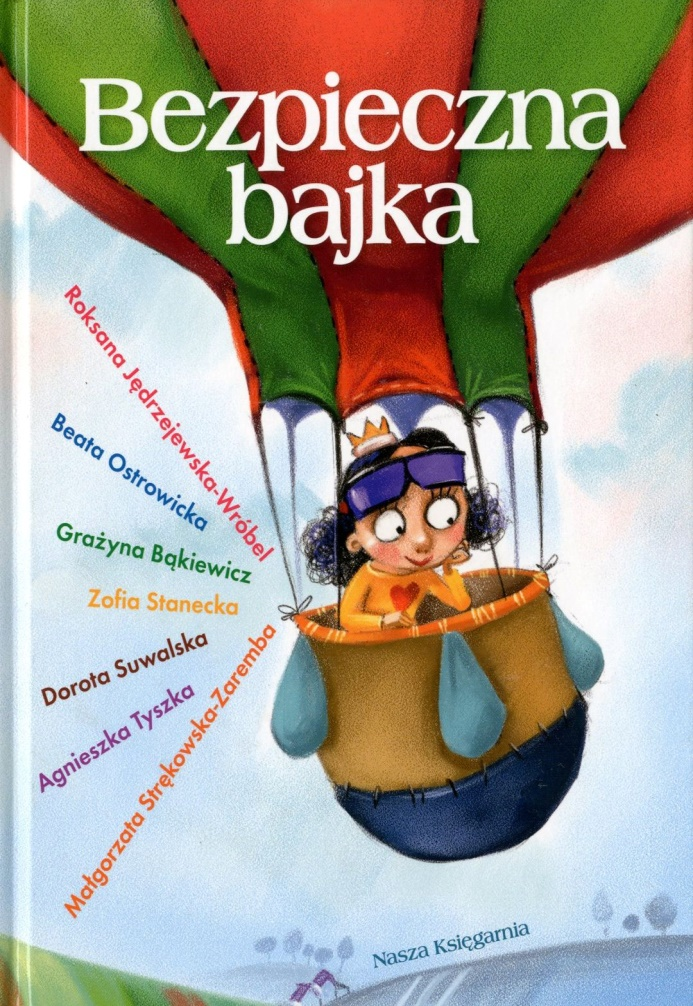 Bezpieczna
bajka
Roksana Jędrzejewska-Wróbel
Beata Ostrowicka
Grażyna Bąkiewicz
Zofia Stanecka
Dorota Suwalska
Agnieszka Tyszka
Małgorzata Strękowska-Zaremba
Nasza Księgarnia